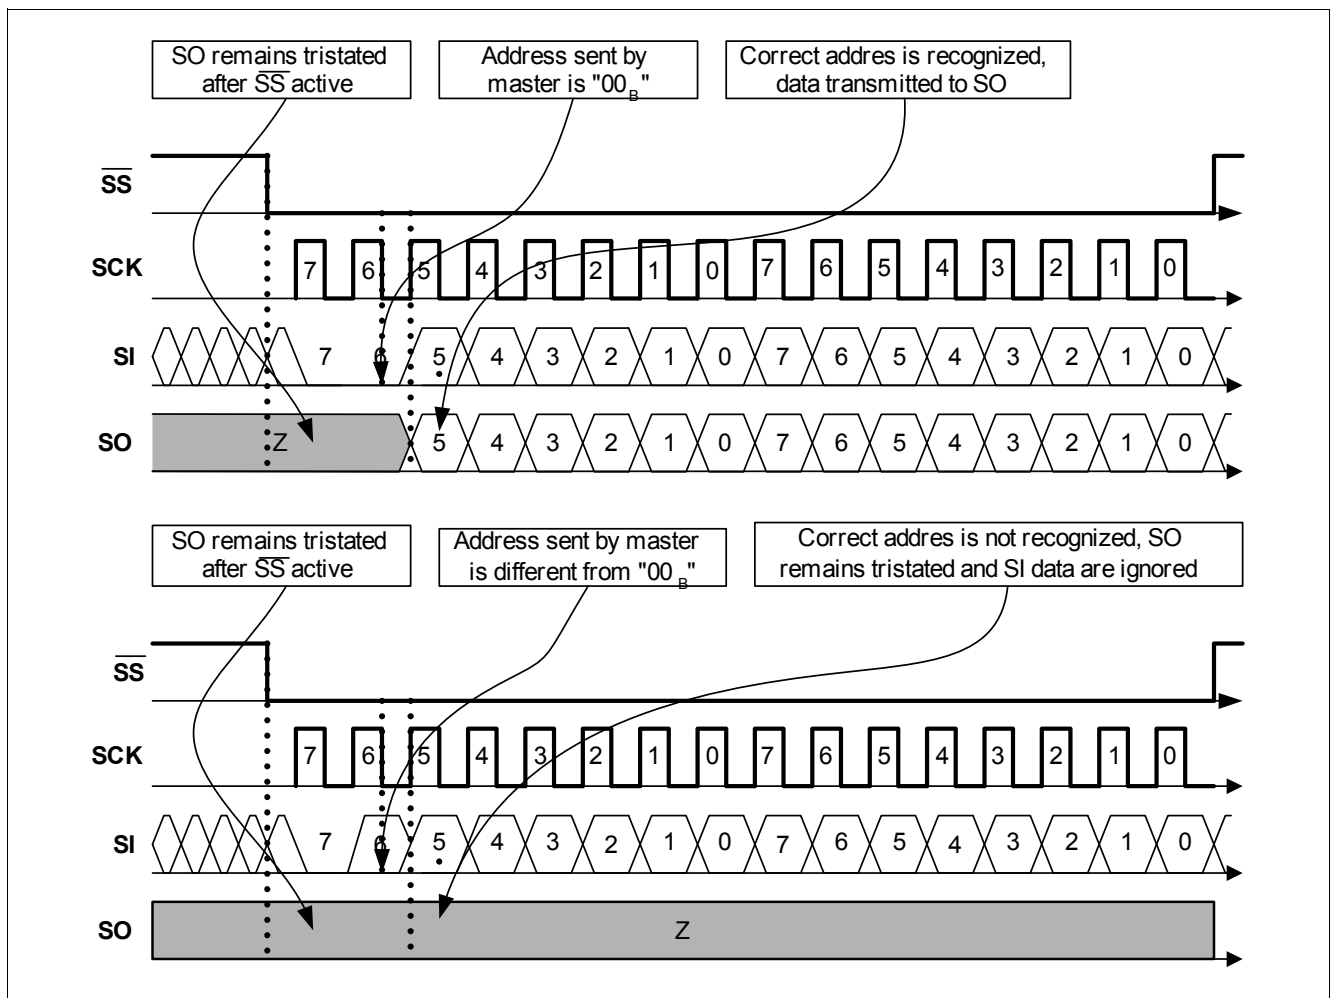 SO remains tristated
after SS active
Address sent by
master is "00B"
Correct addres is recognized,
data transmitted to SO
SS
SCK 7 6 5 4 3 2 1 0 7 6 5 4 3 2 1 0
SI 7 6 5 4 3 2 1 0 7 6 5 4 3 2 1 0
SO Z 5 4 3 2 1 0 7 6 5 4 3 2 1 0
SO remains tristated
after SS active
Address sent by master
is different from "00B"
Correct addres is not recognized, SO
remains tristated and SI data are ignored
SS
SCK 7 6 5 4 3 2 1 0 7 6 5 4 3 2 1 0
SI 7 6 5 4 3 2 1 0 7 6 5 4 3 2 1 0
SO Z